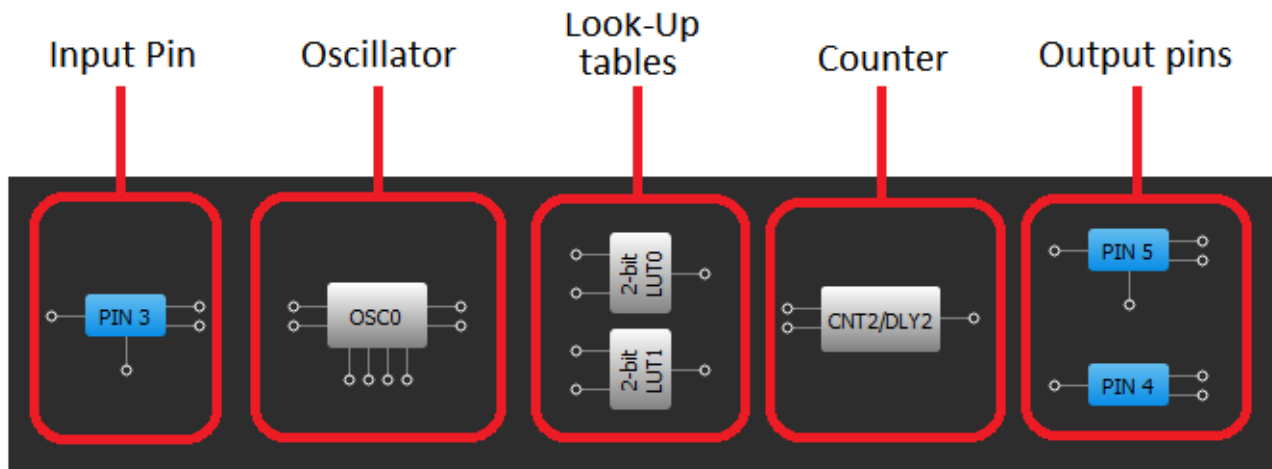 Input Pin
Oscillator
Look-Up
tables
Counter
Output pins
PIN 3
OSC0
2-bit
LUT0
2-bit
LUT1
CNT2/DLY2
PIN 5
PIN 4